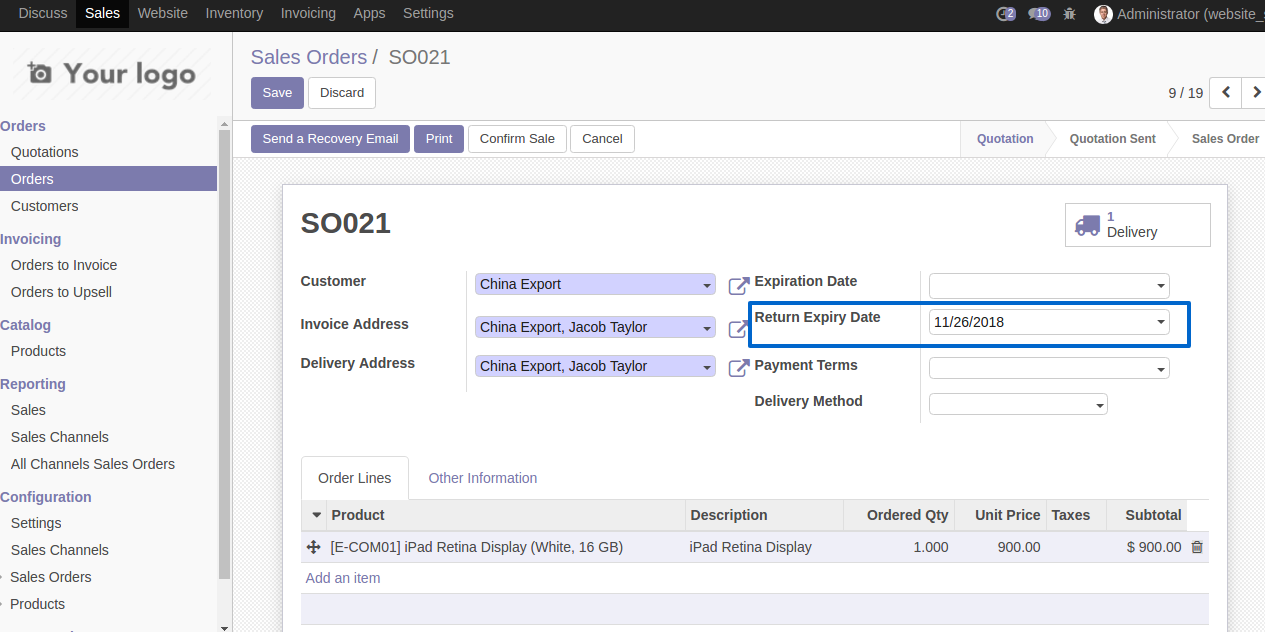 Discuss Sales Website Inventory Invoicing Apps Settings 2 10 Administrator (website_
Your logo
Sales Orders / SO021
Save Discard
9 / 19
Send a Recovery Email Print Confirm Sale Cancel
Quotation Quotation Sent Sales Order
Orders
Quotations
Orders
Customers
Invoicing
Orders to Invoice
Orders to Upsell
Catalog
Products
Reporting
Sales
Sales Channels
All Channels Sales Orders
Configuration
Settings
Sales Channels
Sales Orders
Products
SO021
1
Delivery
Customer China Export
Invoice Address China Export, Jacob Taylor
Delivery Address China Export, Jacob Taylor
Expiration Date
Return Expiry Date 11/26/2018
Payment Terms
Delivery Method
Order Lines Other Information
Product Description Ordered Qty Unit Price Taxes Subtotal
[E-COM01] iPad Retina Display (White, 16 GB) iPad Retina Display 1.000 900.00 $ 900.00
Add an item